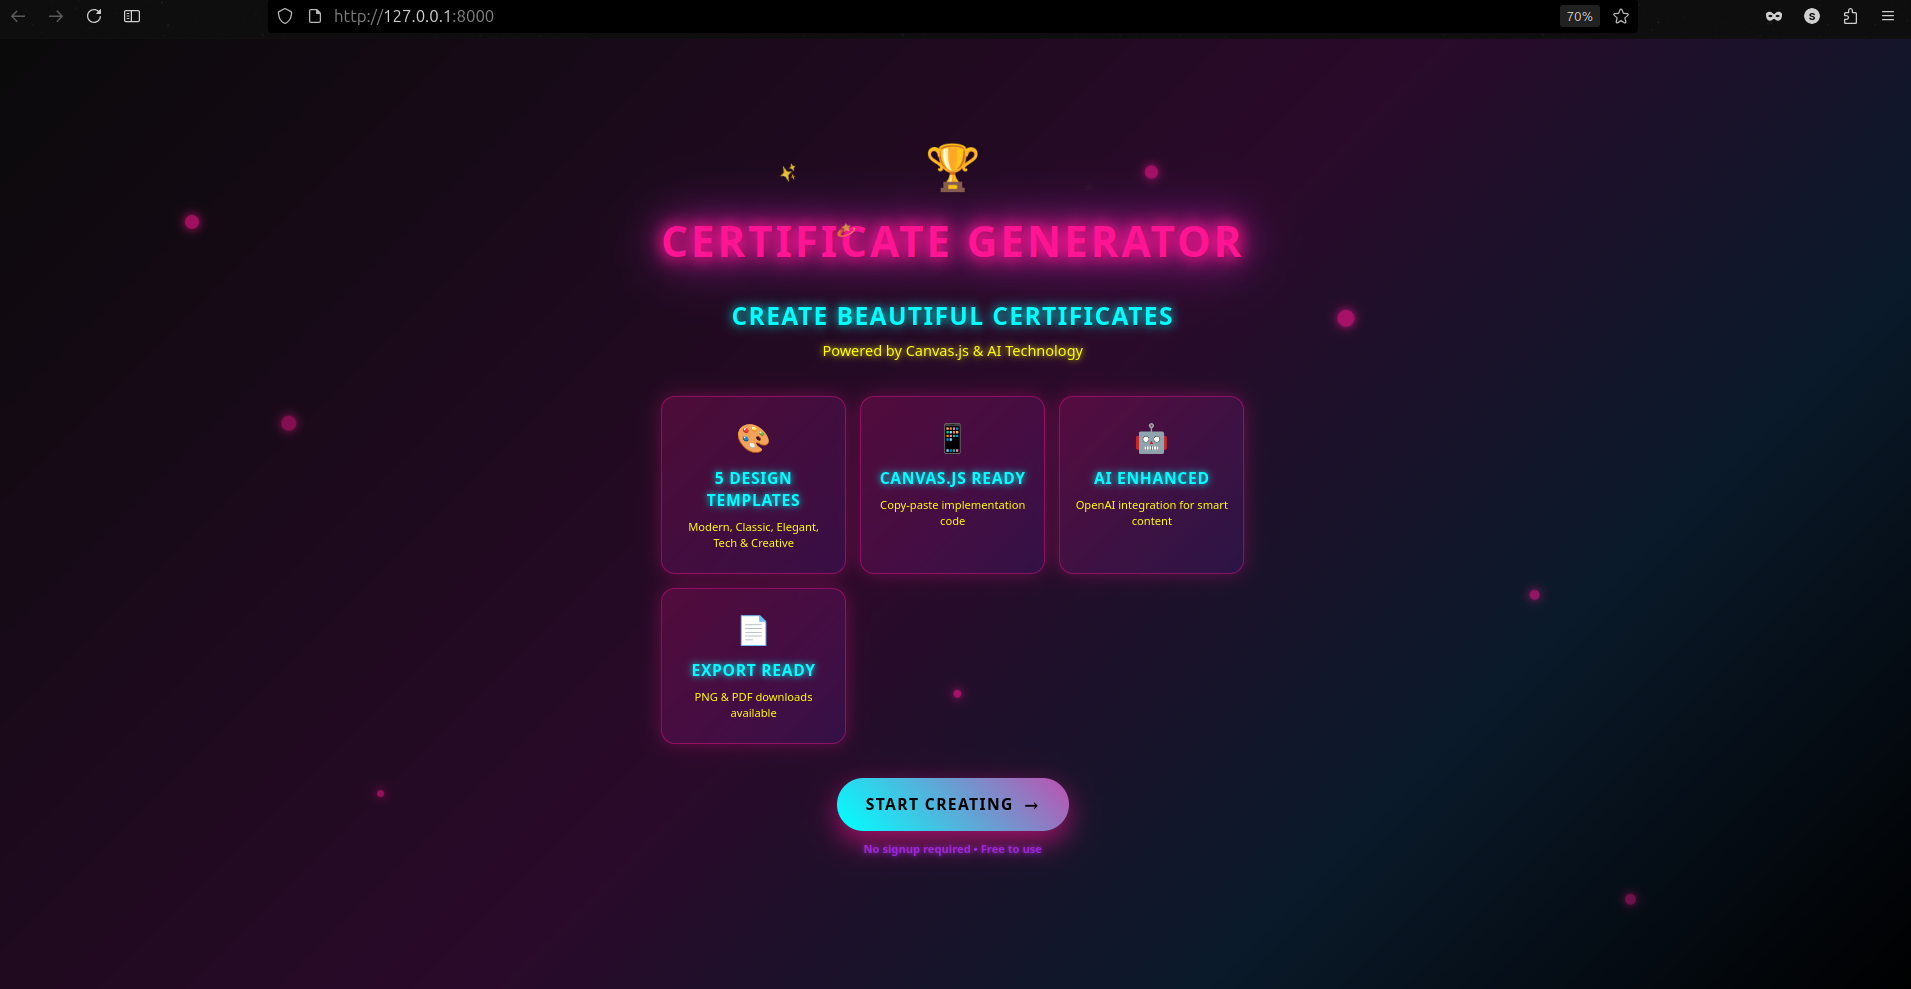 http://127.0.0.1:8000
70%
S
CERTIFICATE GENERATOR
CREATE BEAUTIFUL CERTIFICATES
Powered by Canvas.js & AI Technology
5 DESIGN
TEMPLATES
Modern, Classic, Elegant,
Tech & Creative
CANVAS.JS READY
Copy-paste implementation
code
AI ENHANCED
OpenAI integration for smart
content
EXPORT READY
PNG & PDF downloads
available
START CREATING →
No signup required • Free to use